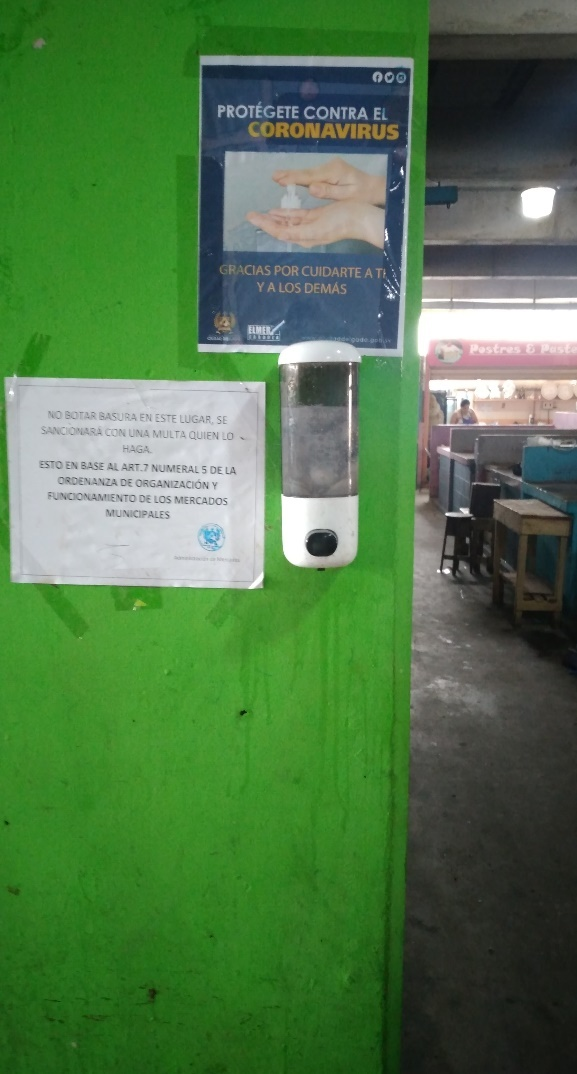 PROTÉGETE CONTRA EL
CORONAVIRUS
GRACIAS POR CUIDARTE A TI
Y A LOS DEMÁS
ELMER
NO BOTAR BASURA EN ESTE LUGAR, SE
SANCIONARÁ CON UNA MULTA QUIEN LO
HAGA.
ESTO EN BASE AL ART.7 NUMERAL 5 DE LA
ORDENANZA DE ORGANIZACIÓN Y
FUNCIONAMIENTO DE LOS MERCADOS
MUNICIPALES
Postres &